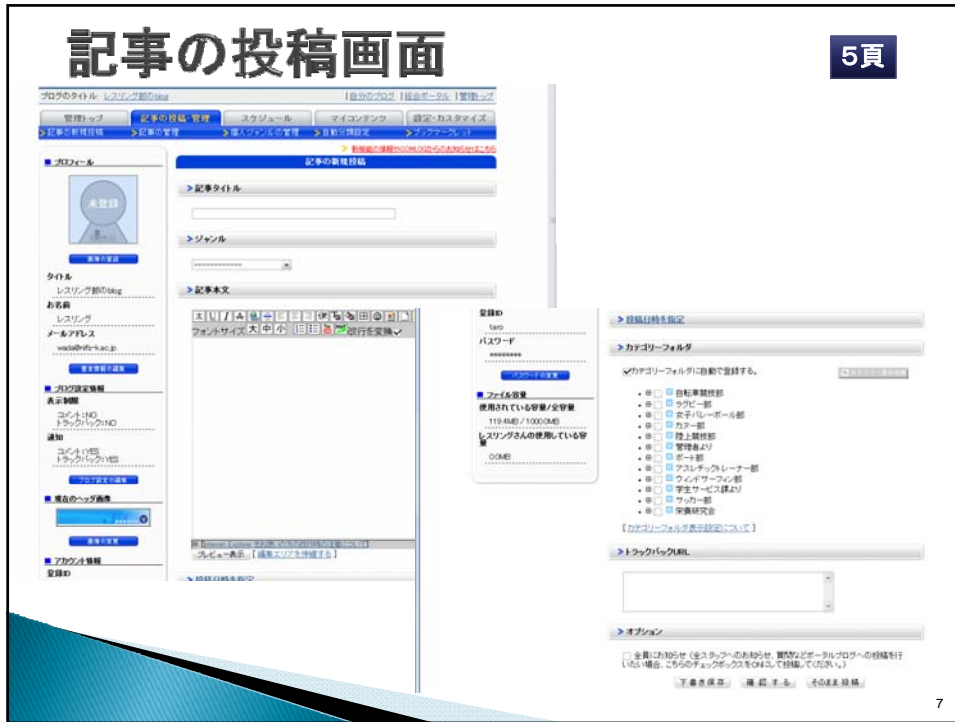 記事の投稿画面
5頁
ブログのタイトル: レスリング部のblog
|自分のブログ |総合ポータル |管理トップ
管理トップ 記事の投稿・管理 スケジュール マイコンテンツ 設定・カスタマイズ
記事の新規投稿 記事の管理 個人ジャンルの管理 自動分類設定 ブックマークレット
プロフィール
未登録
画像の登録
タイトル
レスリング部のblog
お名前
レスリング
メールアドレス
基本情報の編集
ブログ設定情報
表示制限
コメント:NO
トラックバック:NO
通知
コメント:YES
トラックバック:YES
ブログ設定の編集
現在のヘッダ画像
画像の変更
アカウント情報
登録ID
記事の新規投稿
記事タイトル
ジャンル
記事本文
フォントサイズ 大 中 小
改行を変換
プレビュー表示 [ 編集エリアを伸縮する ]
投稿日時を指定
登録ID
taro
パスワード
********
パスワードの変更
ファイル容量
使用されている容量/全容量
119.4MB / 1000.0MB
レスリングさんの使用している容量
0.0MB
投稿日時を指定
カテゴリーフォルダ
カテゴリーフォルダに自動で登録する。
自転車競技部
ラグビー部
女子バレーボール部
カヌー部
陸上競技部
管理者より
ボート部
アスレチックトレーナー部
ウィンドサーフィン部
学生サービス課より
サッカー部
栄養研究会
[ カテゴリーフォルダ表示設定について ]
トラックバックURL
オプション
全員にお知らせ (全スタッフへのお知らせ、質問などポータルブログへの投稿を行
いたい場合、こちらのチェックボックスをONにして投稿してください。)
下書き保存 確認する そのまま投稿
7